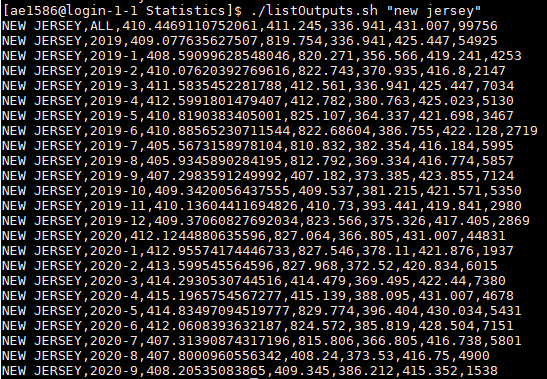 [ae1586@login-1-1 Statistics]$ ./listOutputs.sh "new jersey"
NEW JERSEY,ALL,410.4469110752061,411.245,336.941,431.007,99756
NEW JERSEY,2019,409.077635627507,819.754,336.941,425.447,54925
NEW JERSEY,2019-1,408.59099628548046,820.271,356.566,419.241,4253
NEW JERSEY,2019-2,410.07620392769616,822.743,370.935,416.8,2147
NEW JERSEY,2019-3,411.5835452281788,412.561,336.941,425.447,7034
NEW JERSEY,2019-4,412.5991801479407,412.782,380.763,425.023,5130
NEW JERSEY,2019-5,410.8190383405001,825.107,364.337,421.698,3467
NEW JERSEY,2019-6,410.88565230711544,822.68604,386.755,422.128,2719
NEW JERSEY,2019-7,405.5673158978104,810.832,382.354,416.184,5995
NEW JERSEY,2019-8,405.9345890284195,812.792,369.334,416.774,5857
NEW JERSEY,2019-9,407.2983591249992,407.182,373.385,423.855,7124
NEW JERSEY,2019-10,409.3420056437555,409.537,381.215,421.571,5350
NEW JERSEY,2019-11,410.13604411694826,410.73,393.441,419.841,2980
NEW JERSEY,2019-12,409.37060827692034,823.566,375.326,417.405,2869
NEW JERSEY,2020,412.1244880635596,827.064,366.805,431.007,44831
NEW JERSEY,2020-1,412.95574174446733,827.546,378.11,421.876,1937
NEW JERSEY,2020-2,413.599545564596,827.968,372.52,420.834,6015
NEW JERSEY,2020-3,414.2930530744516,414.479,369.495,422.44,7380
NEW JERSEY,2020-4,415.1965754567277,415.139,388.095,431.007,4678
NEW JERSEY,2020-5,414.83497094519777,829.774,396.404,430.034,5431
NEW JERSEY,2020-6,412.0608393632187,824.572,385.819,428.504,7151
NEW JERSEY,2020-7,407.31390874317196,815.806,366.805,416.738,5801
NEW JERSEY,2020-8,407.8000960556342,408.24,373.53,416.75,4900
NEW JERSEY,2020-9,408.20535083865,409.345,386.212,415.352,1538